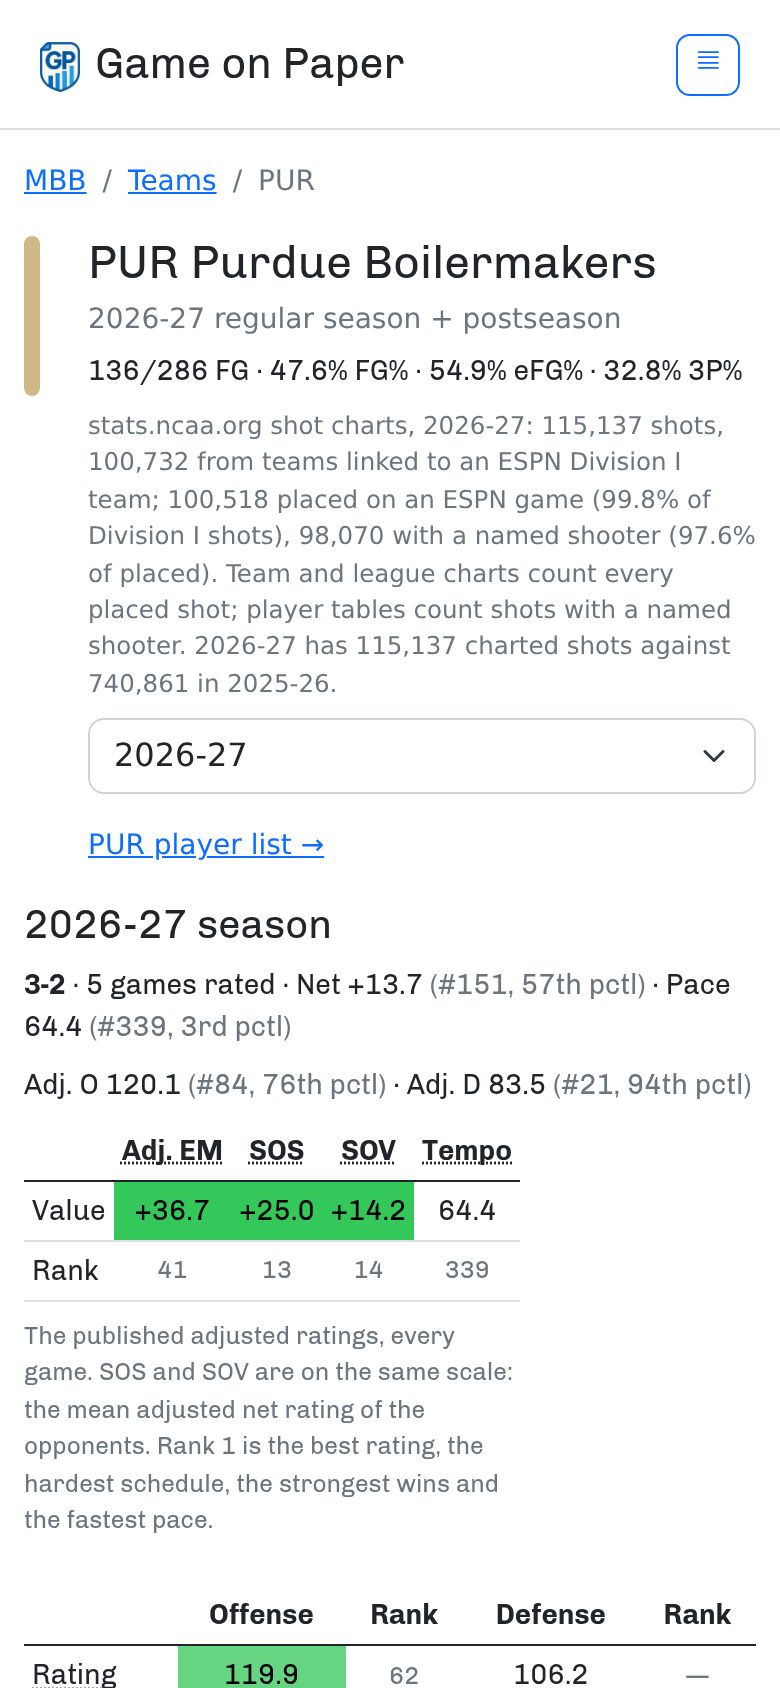 GP Game on Paper
MBB / Teams / PUR
PUR Purdue Boilermakers
2026-27 regular season + postseason
136/286 FG · 47.6% FG% · 54.9% eFG% · 32.8% 3P%
stats.ncaa.org shot charts, 2026-27: 115,137 shots,
100,732 from teams linked to an ESPN Division I
team; 100,518 placed on an ESPN game (99.8% of
Division I shots), 98,070 with a named shooter (97.6%
of placed). Team and league charts count every
placed shot; player tables count shots with a named
shooter. 2026-27 has 115,137 charted shots against
740,861 in 2025-26.
2026-27
PUR player list →
2026-27 season
3-2 · 5 games rated · Net +13.7 (#151, 57th pctl) · Pace
64.4 (#339, 3rd pctl)
Adj. O 120.1 (#84, 76th pctl) · Adj. D 83.5 (#21, 94th pctl)
Adj. EM SOS SOV Tempo
Value +36.7 +25.0 +14.2 64.4
Rank 41 13 14 339
The published adjusted ratings, every
game. SOS and SOV are on the same scale:
the mean adjusted net rating of the
opponents. Rank 1 is the best rating, the
hardest schedule, the strongest wins and
the fastest pace.
Offense Rank Defense Rank
Rating 119.9 62 106.2 —